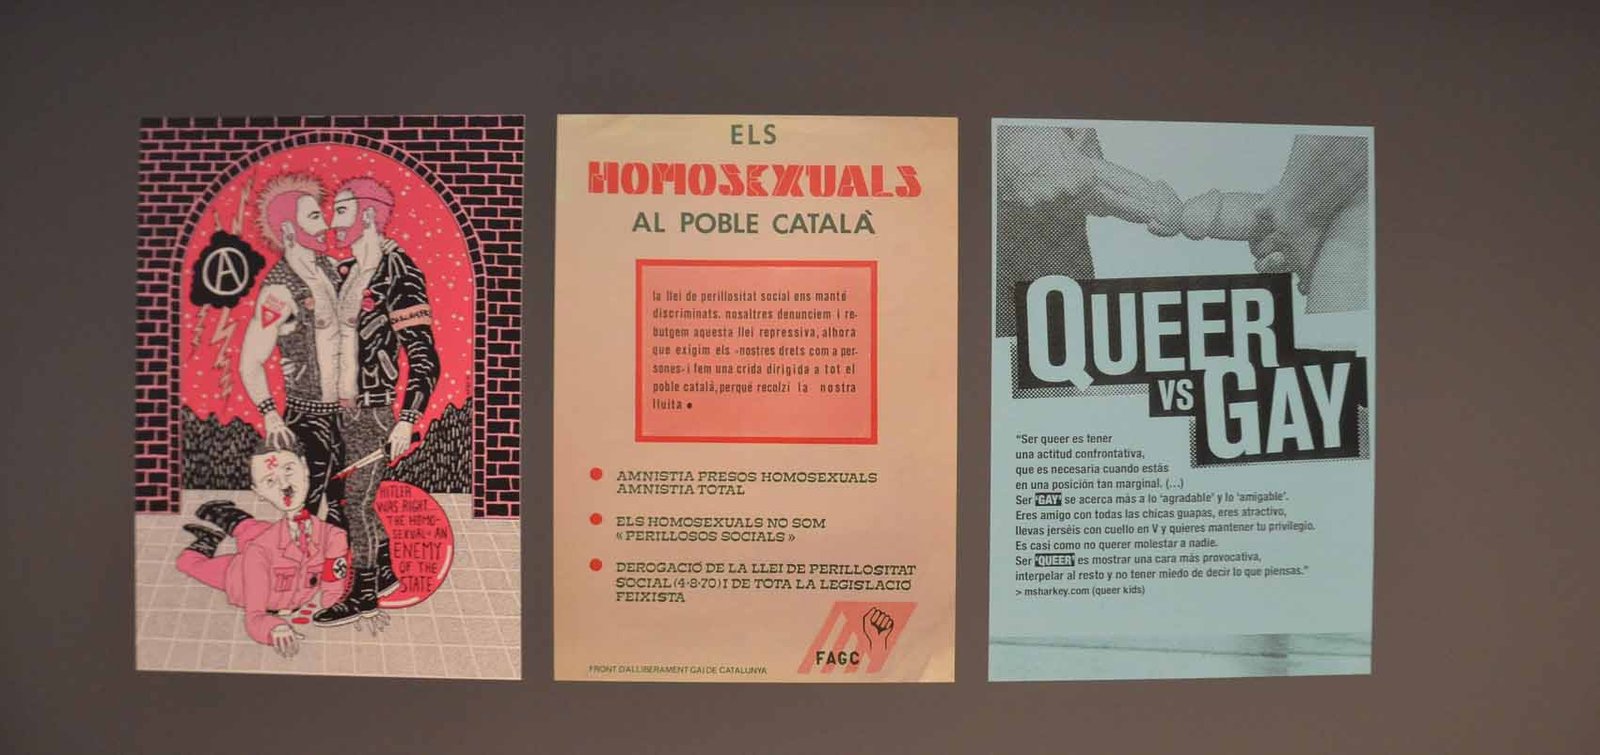 HITLER
WAS RIGHT
THE HOMO-
SEXUAL=AN
ENEMY
OF THE
STATE
ELS
HOMOSEXUALS
AL POBLE CATALÀ
la llei de perillositat social ens manté
discriminats. nosaltres denunciem i re-
butgem aquesta llei repressiva, alhora
que exigim els -nostres drets com a per-
sones- i fem una crida dirigida a tot el
poble català, perquè recolzi la nostra
lluita •
• AMNISTIA PRESOS HOMOSEXUALS
AMNISTIA TOTAL
• ELS HOMOSEXUALS NO SOM
«PERILLOSOS SOCIALS»
• DEROGACIÓ DE LA LLEI DE PERILLOSITAT
SOCIAL (4·8·70) I DE TOTA LA LEGISLACIÓ
FEIXISTA
FAGC
FRONT D'ALLIBERAMENT GAI DE CATALUNYA
QUEER
VS
GAY
"Ser queer es tener
una actitud confrontativa,
que es necesaria cuando estás
en una posición tan marginal. (...)
Ser 'GAY' se acerca más a lo 'agradable' y lo 'amigable'.
Eres amigo con todas las chicas guapas, eres atractivo,
llevas jerséis con cuello en V y quieres mantener tu privilegio.
Es casi como no querer molestar a nadie.
Ser 'QUEER' es mostrar una cara más provocativa,
interpelar al resto y no tener miedo de decir lo que piensas."
> msharkey.com (queer kids)